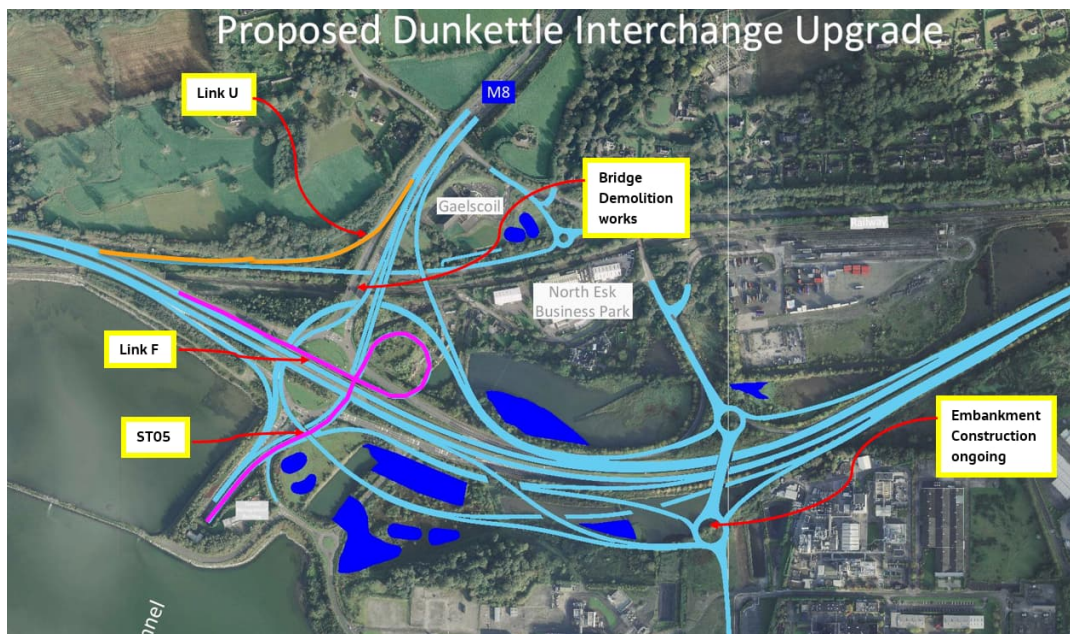 Proposed Dunkettle Interchange Upgrade
Link U
M8
Bridge
Demolition
works
Gaelscoil
North Esk
Business Park
Link F
ST05
Embankment
Construction
ongoing
nnel